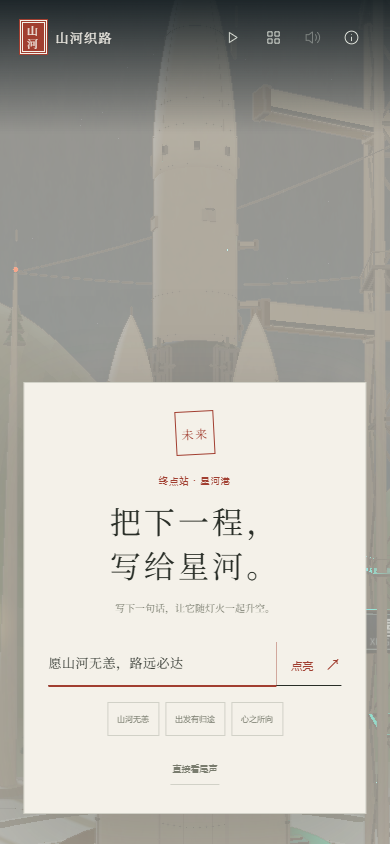 山河
山河织路
未来
终点站 · 星河港
把下一程，
写给星河。
写下一句话，让它随灯火一起升空。
愿山河无恙，路远必达
点亮
山河无恙
出发有归途
心之所向
直接看尾声